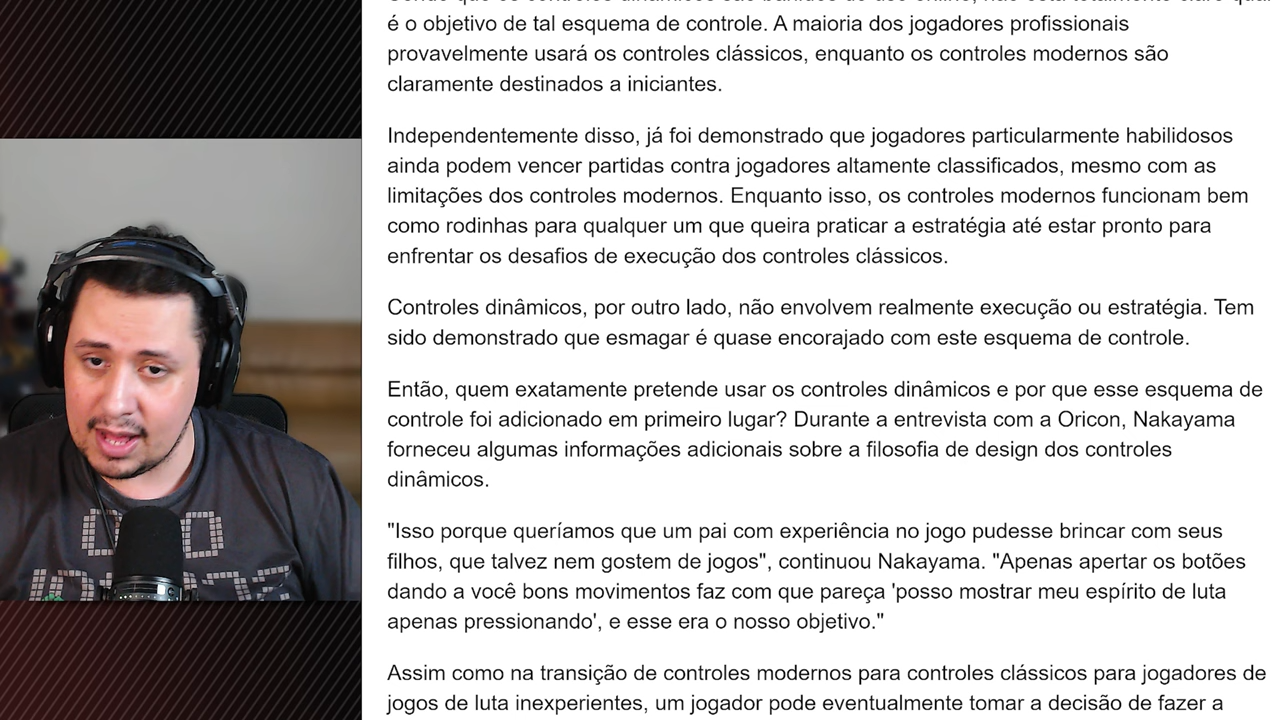 é o objetivo de tal esquema de controle. A maioria dos jogadores profissionais
provavelmente usará os controles clássicos, enquanto os controles modernos são
claramente destinados a iniciantes.
Independentemente disso, já foi demonstrado que jogadores particularmente habilidosos
ainda podem vencer partidas contra jogadores altamente classificados, mesmo com as
limitações dos controles modernos. Enquanto isso, os controles modernos funcionam bem
como rodinhas para qualquer um que queira praticar a estratégia até estar pronto para
enfrentar os desafios de execução dos controles clássicos.
Controles dinâmicos, por outro lado, não envolvem realmente execução ou estratégia. Tem
sido demonstrado que esmagar é quase encorajado com este esquema de controle.
Então, quem exatamente pretende usar os controles dinâmicos e por que esse esquema de
controle foi adicionado em primeiro lugar? Durante a entrevista com a Oricon, Nakayama
forneceu algumas informações adicionais sobre a filosofia de design dos controles
dinâmicos.
"Isso porque queríamos que um pai com experiência no jogo pudesse brincar com seus
filhos, que talvez nem gostem de jogos", continuou Nakayama. "Apenas apertar os botões
dando a você bons movimentos faz com que pareça 'posso mostrar meu espírito de luta
apenas pressionando', e esse era o nosso objetivo."
Assim como na transição de controles modernos para controles clássicos para jogadores de
jogos de luta inexperientes, um jogador pode eventualmente tomar a decisão de fazer a